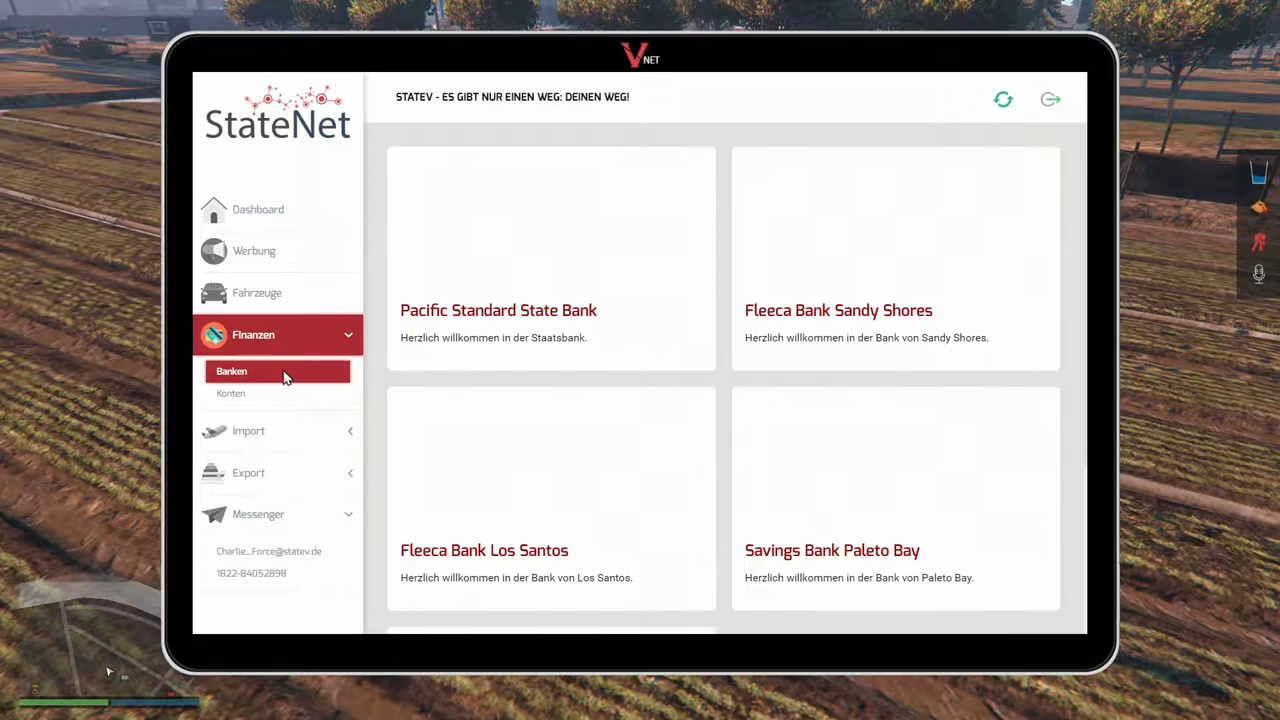 V NET
StateNet
STATEV - ES GIBT NUR EINEN WEG: DEINEN WEG!
Dashboard
Werbung
Fahrzeuge
Finanzen
Banken
Konten
Import
Export
Messenger
Charlie_Force@statev.de
1822-84052898
Pacific Standard State Bank
Herzlich willkommen in der Staatsbank.
Fleeca Bank Sandy Shores
Herzlich willkommen in der Bank von Sandy Shores.
Fleeca Bank Los Santos
Herzlich willkommen in der Bank von Los Santos.
Savings Bank Paleto Bay
Herzlich willkommen in der Bank von Paleto Bay.